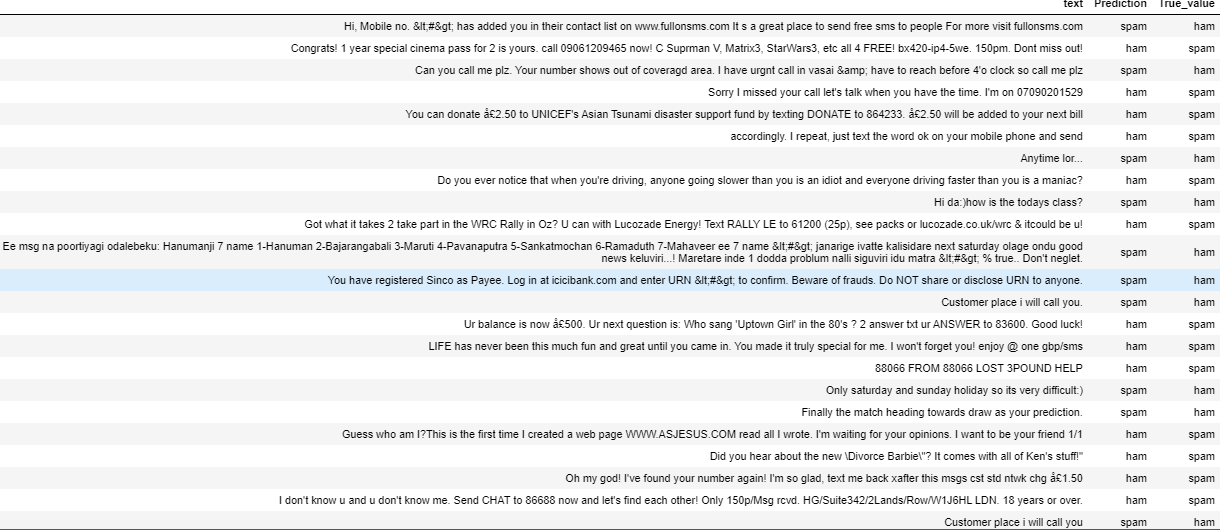 text Prediction True_value
Hi, Mobile no. &lt;#&gt; has added you in their contact list on www.fullonsms.com It s a great place to send free sms to people For more visit fullonsms.com spam ham
Congrats! 1 year special cinema pass for 2 is yours. call 09061209465 now! C Suprman V, Matrix3, StarWars3, etc all 4 FREE! bx420-ip4-5we. 150pm. Dont miss out! ham spam
Can you call me plz. Your number shows out of coveragd area. I have urgnt call in vasai &amp; have to reach before 4'o clock so call me plz spam ham
Sorry I missed your call let's talk when you have the time. I'm on 07090201529 ham spam
You can donate å£2.50 to UNICEF's Asian Tsunami disaster support fund by texting DONATE to 864233. å£2.50 will be added to your next bill ham spam
accordingly. I repeat, just text the word ok on your mobile phone and send ham spam
Anytime lor... spam ham
Do you ever notice that when you're driving, anyone going slower than you is an idiot and everyone driving faster than you is a maniac? ham spam
Hi da:)how is the todays class? spam ham
Got what it takes 2 take part in the WRC Rally in Oz? U can with Lucozade Energy! Text RALLY LE to 61200 (25p), see packs or lucozade.co.uk/wrc & itcould be u! ham spam
Ee msg na poortiyagi odalebeku: Hanumanji 7 name 1-Hanuman 2-Bajarangabali 3-Maruti 4-Pavanaputra 5-Sankatmochan 6-Ramaduth 7-Mahaveer ee 7 name &lt;#&gt; janarige ivatte kalisidare next saturday olage ondu good
news keluviri...! Maretare inde 1 dodda problum nalli siguviri idu matra &lt;#&gt; % true.. Don't neglet. spam ham
You have registered Sinco as Payee. Log in at icicibank.com and enter URN &lt;#&gt; to confirm. Beware of frauds. Do NOT share or disclose URN to anyone. spam ham
Customer place i will call you. spam ham
Ur balance is now å£500. Ur next question is: Who sang 'Uptown Girl' in the 80's ? 2 answer txt ur ANSWER to 83600. Good luck! ham spam
LIFE has never been this much fun and great until you came in. You made it truly special for me. I won't forget you! enjoy @ one gbp/sms ham spam
88066 FROM 88066 LOST 3POUND HELP ham spam
Only saturday and sunday holiday so its very difficult:) spam ham
Finally the match heading towards draw as your prediction. spam ham
Guess who am I?This is the first time I created a web page WWW.ASJESUS.COM read all I wrote. I'm waiting for your opinions. I want to be your friend 1/1 ham spam
Did you hear about the new \Divorce Barbie\"? It comes with all of Ken's stuff!" ham spam
Oh my god! I've found your number again! I'm so glad, text me back xafter this msgs cst std ntwk chg å£1.50 ham spam
I don't know u and u don't know me. Send CHAT to 86688 now and let's find each other! Only 150p/Msg rcvd. HG/Suite342/2Lands/Row/W1J6HL LDN. 18 years or over. ham spam
Customer place i will call you spam ham